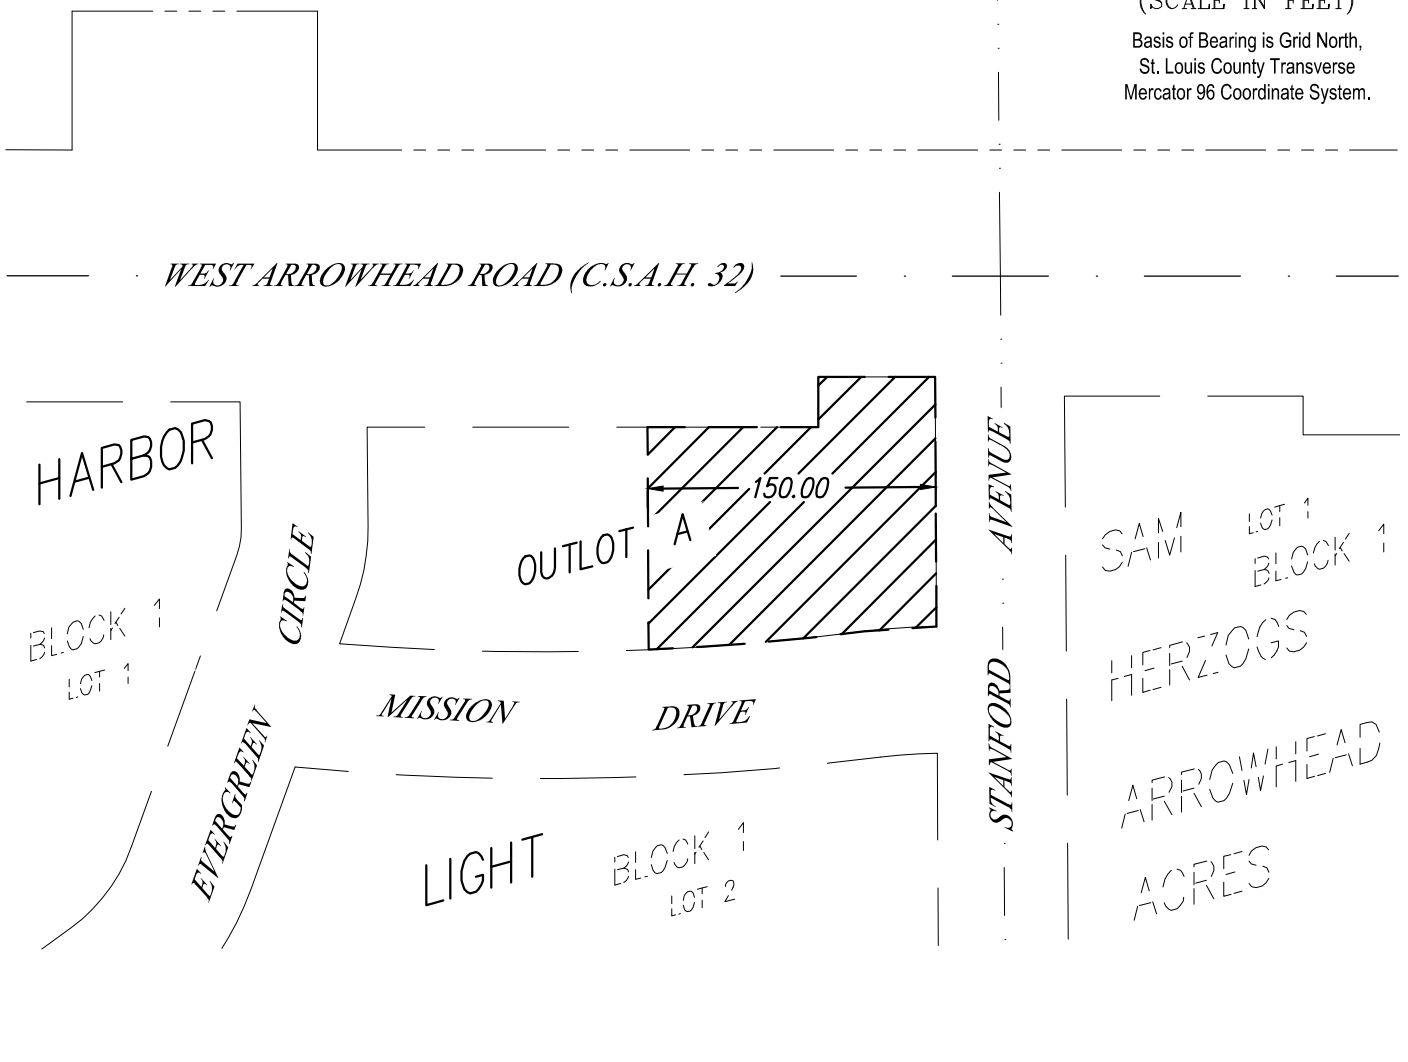 (SCALE IN FEET)
Basis of Bearing is Grid North,
St. Louis County Transverse
Mercator 96 Coordinate System.
WEST ARROWHEAD ROAD (C.S.A.H. 32)
HARBOR
BLOCK 1
LOT 1
EVERGREEN CIRCLE
OUTLOT A
150.00
MISSION DRIVE
STANFORD AVENUE
LIGHT
BLOCK 1
LOT 2
SAM
LOT 1
BLOCK 1
HERZOGS
ARROWHEAD
ACRES